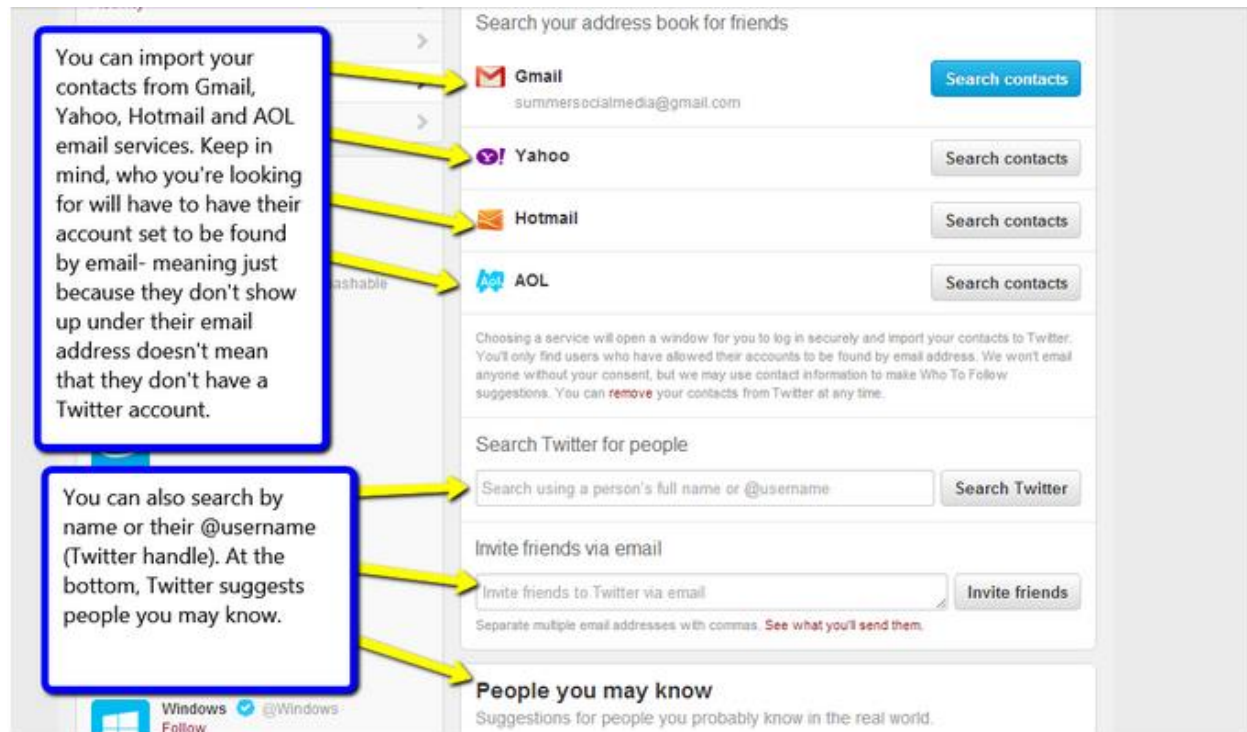 You can import your
contacts from Gmail,
Yahoo, Hotmail and AOL
email services. Keep in
mind, who you're looking
for will have to have their
account set to be found
by email- meaning just
because they don't show
up under their email
address doesn't mean
that they don't have a
Twitter account.
You can also search by
name or their @username
(Twitter handle). At the
bottom, Twitter suggests
people you may know.
Windows @Windows
Follow
Search your address book for friends
Gmail
Search contacts
summersocialmedia@gmail.com
Yahoo
Search contacts
Hotmail
Search contacts
AOL
Search contacts
Choosing a service will open a window for you to log in securely and import your contacts to Twitter.
You'll only find users who have allowed their accounts to be found by email address. We won't email
anyone without your consent, but we may use contact information to make Who To Follow
suggestions. You can remove your contacts from Twitter at any time.
Search Twitter for people
Search using a person's full name or @username
Search Twitter
Invite friends via email
Invite friends to Twitter via email
Invite friends
Separate multiple email addresses with commas. See what you'll send them.
People you may know
Suggestions for people you probably know in the real world.